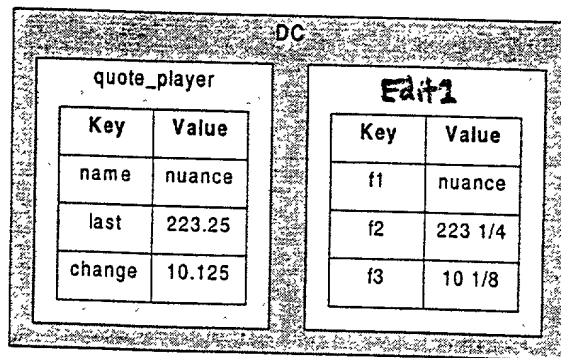 DC
quote_player
Key Value
name nuance
last 223.25
change 10.125
Edit1
Key Value
f1 nuance
f2 223 1/4
f3 10 1/8